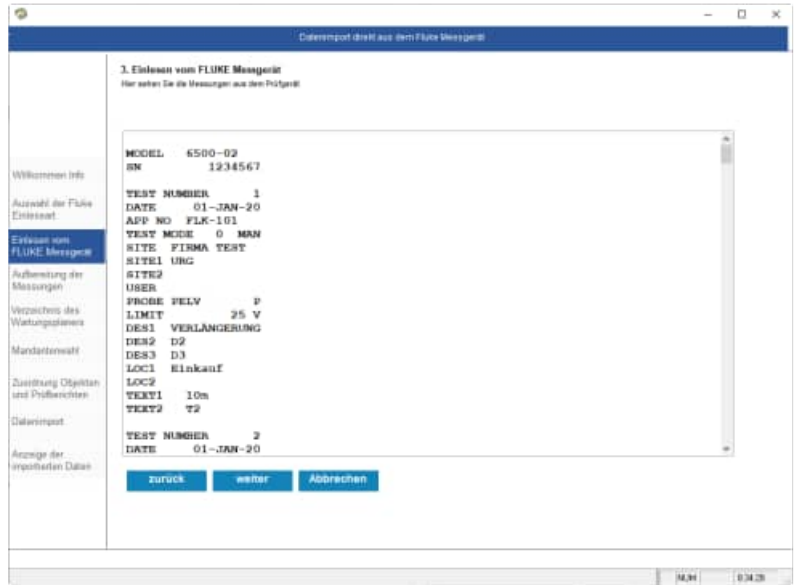 Datenimport direkt aus dem Fluke Messgerät
3. Einlesen vom FLUKE Messgerät
Hier sehen Sie die Messungen aus dem Prüfgerät
Willkommen Info
Auswahl der Fluke
Einleseart
Einlesen vom
FLUKE Messgerät
Aufbereitung der
Messungen
Verzeichnis des
Wartungsplaners
Mandantenwahl
Zuordnung Objekten
und Prüfberichten
Datenimport
Anzeige der
importierten Daten
MODEL 6500-02
SN 1234567
TEST NUMBER 1
DATE 01-JAN-20
APP NO FLK-101
TEST MODE 0 MAN
SITE FIRMA TEST
SITE1 URG
SITE2
USER
PROBE PELV P
LIMIT 25 V
DES1 VERLÄNGERUNG
DES2 D2
DES3 D3
LOC1 Einkauf
LOC2
TEXT1 10m
TEXT2 T2
TEST NUMBER 2
DATE 01-JAN-20
zurück weiter Abbrechen
NUM